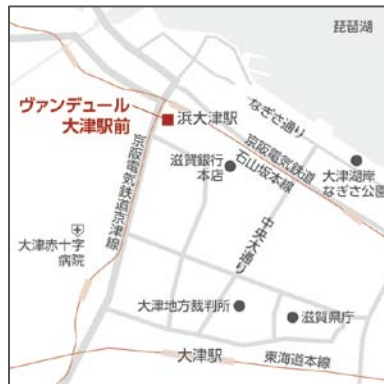 琵琶湖
ヴァンデュール
大津駅前
浜大津駅
なぎさ通り
京阪電気鉄道
石山坂本線
滋賀銀行
本店
大津湖岸
なぎさ公園
京阪電気鉄道京津線
大津赤十字
病院
中央大通り
大津地方裁判所
滋賀県庁
大津駅
東海道本線